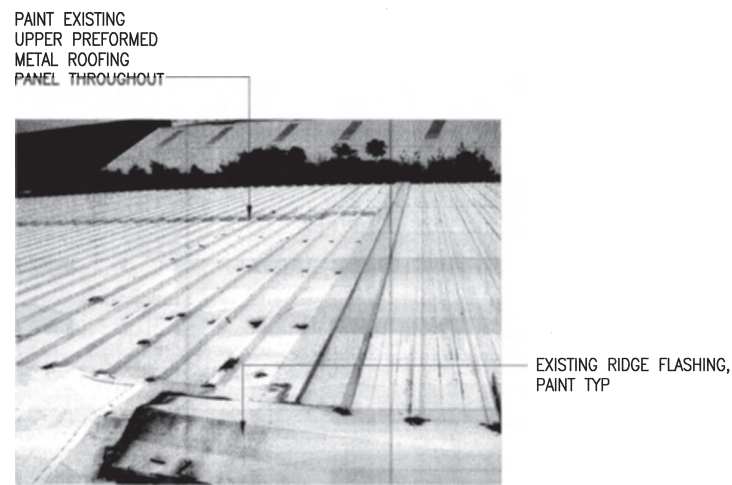 PAINT EXISTING
UPPER PREFORMED
METAL ROOFING
PANEL THROUGHOUT
EXISTING RIDGE FLASHING,
PAINT TYP